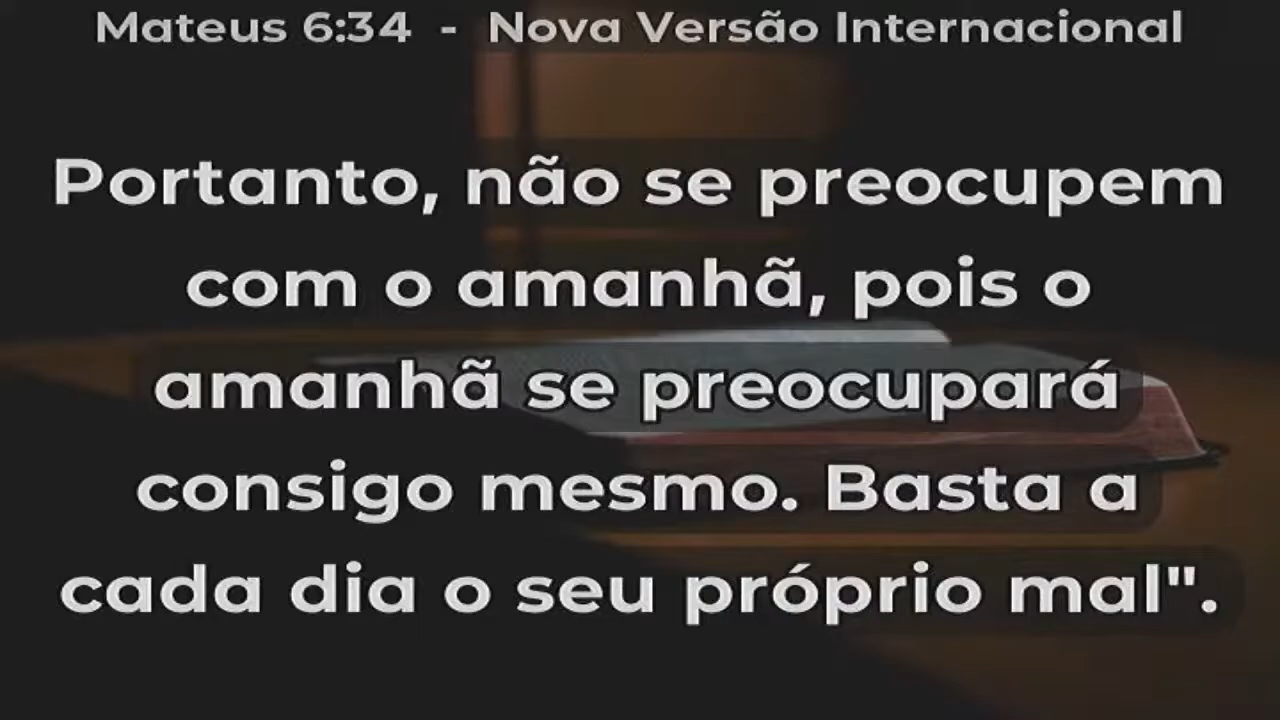 Mateus 6:34 - Nova Versão Internacional
Portanto, não se preocupem
com o amanhã, pois o
amanhã se preocupará
consigo mesmo. Basta a
cada dia o seu próprio mal".